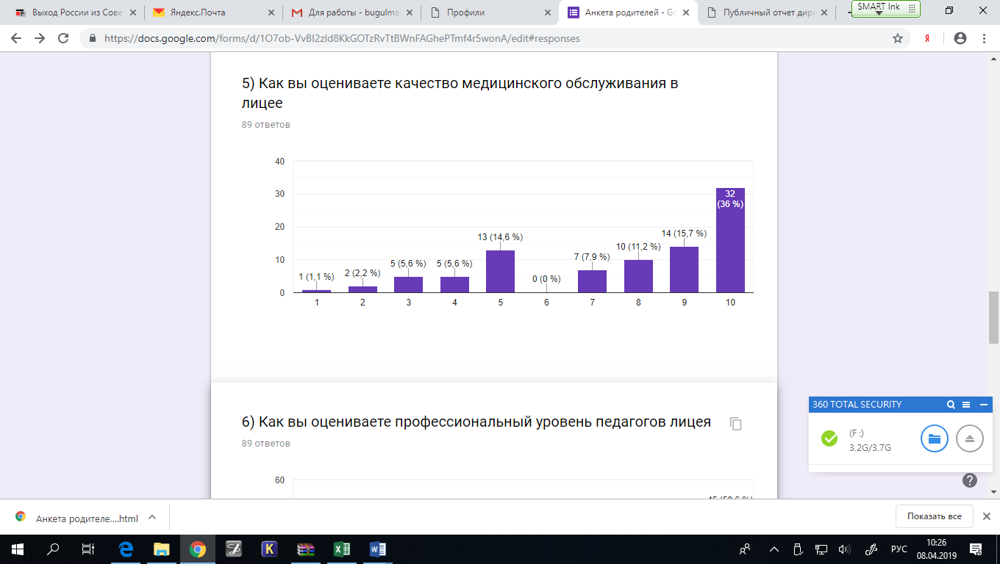 Выход России из Сове
Яндекс.Почта
Для работы - bugulma
Профили
Анкета родителей - Go
Публичный отчет дире
SMART Ink
https://docs.google.com/forms/d/1O7ob-VvBI2zId8KkGOTzRvTtBWnFAGhePTmf4r5wonA/edit#responses
Я
5) Как вы оцениваете качество медицинского обслуживания в
лицее
89 ответов
40
30
20
10
0
1 (1,1 %)
2 (2,2 %)
5 (5,6 %)
5 (5,6 %)
13 (14,6 %)
0 (0 %)
7 (7,9 %)
10 (11,2 %)
14 (15,7 %)
32
(36 %)
1 2 3 4 5 6 7 8 9 10
6) Как вы оцениваете профессиональный уровень педагогов лицея
89 ответов
60
360 TOTAL SECURITY
(F :)
3.2G/3.7G
?
Анкета родителе....html
Показать все
K
X
W
РУС
10:26
08.04.2019